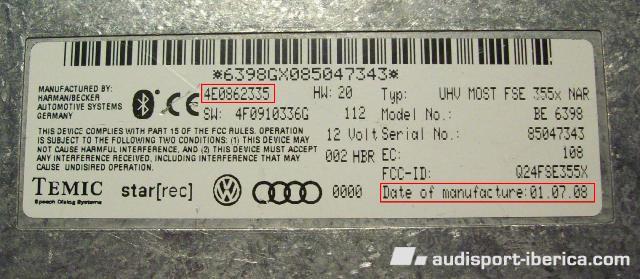 *6398GX085047343*
MANUFACTURED BY:
HARMAN/BECKER
AUTOMOTIVE SYSTEMS
GERMANY
4E0862335 HW: 20
SW: 4F0910336G 112
THIS DEVICE COMPLIES WITH PART 15 OF THE FCC RULES. OPERATION
IS SUBJECT TO THE FOLLOWING TWO CONDITIONS: (1) THIS DEVICE MAY
NOT CAUSE HARMFUL INTERFERENCE, AND (2) THIS DEVICE MUST ACCEPT
ANY INTERFERENCE RECEIVED, INCLUDING INTERFERENCE THAT MAY
CAUSE UNDESIRED OPERATION.
12 Volt
002 HBR
TEMIC
Speech Dialog Systems
star[rec]
0000
Typ: UHV MOST FSE 355x NAR
Model No.: BE 6398
Serial No.: 85047343
EC: 108
FCC-ID: Q24FSE355X
Date of manufacture:01.07.08
audisport-iberica.com